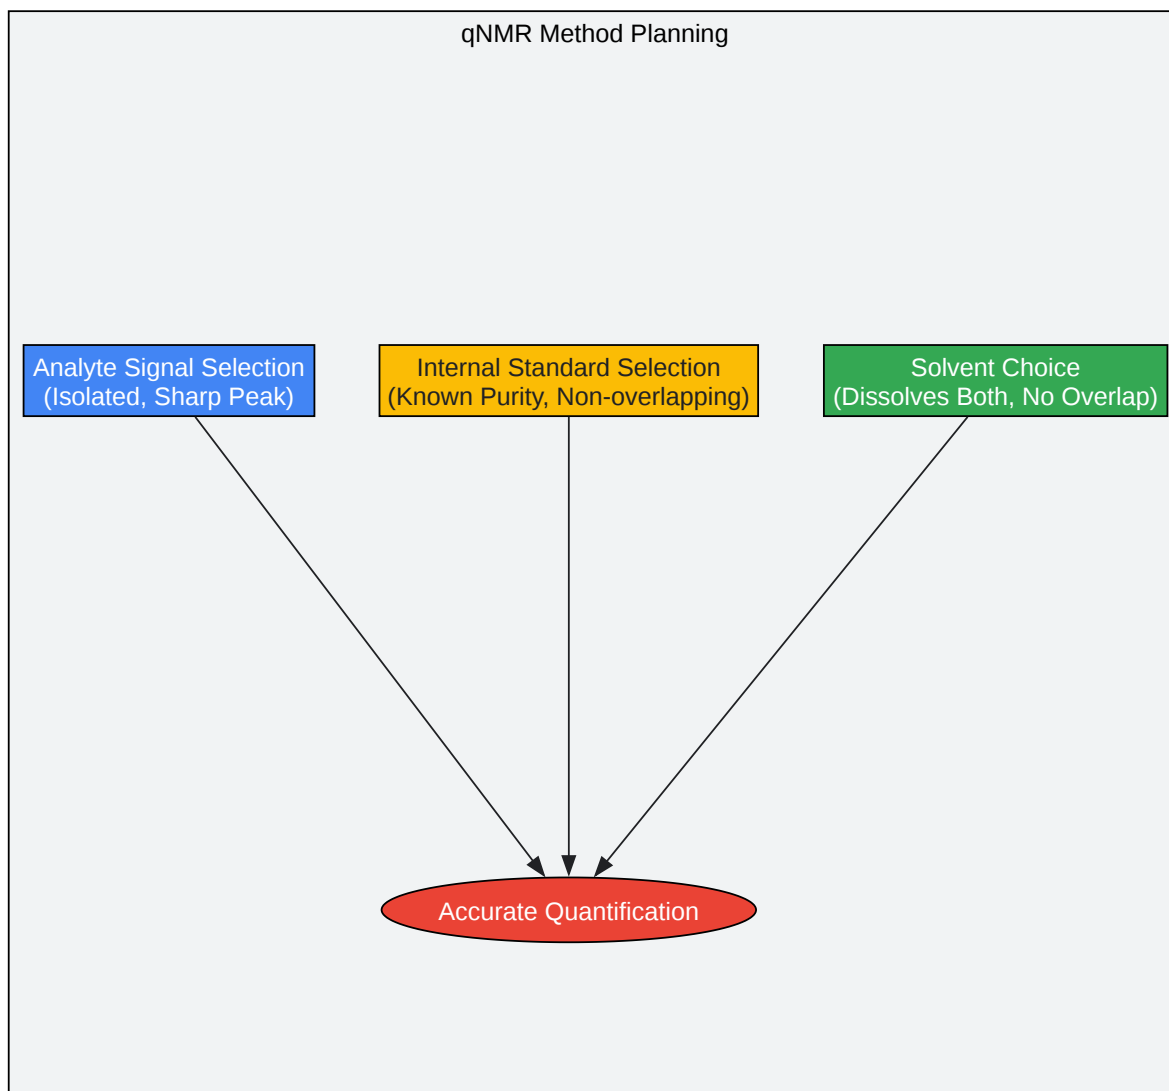 qNMR Method Planning
Analyte Signal Selection
(Isolated, Sharp Peak)
Internal Standard Selection
(Known Purity, Non-overlapping)
Solvent Choice
(Dissolves Both, No Overlap)
Accurate Quantification